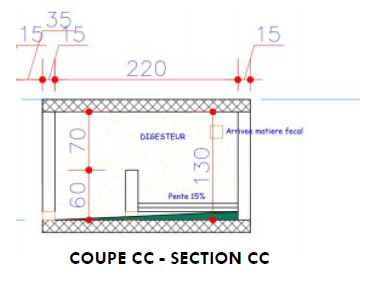 35
15 15 15
220
DIGESTEUR
Arrivee matiere fecal
70
130
60
Pente 15%
COUPE CC - SECTION CC